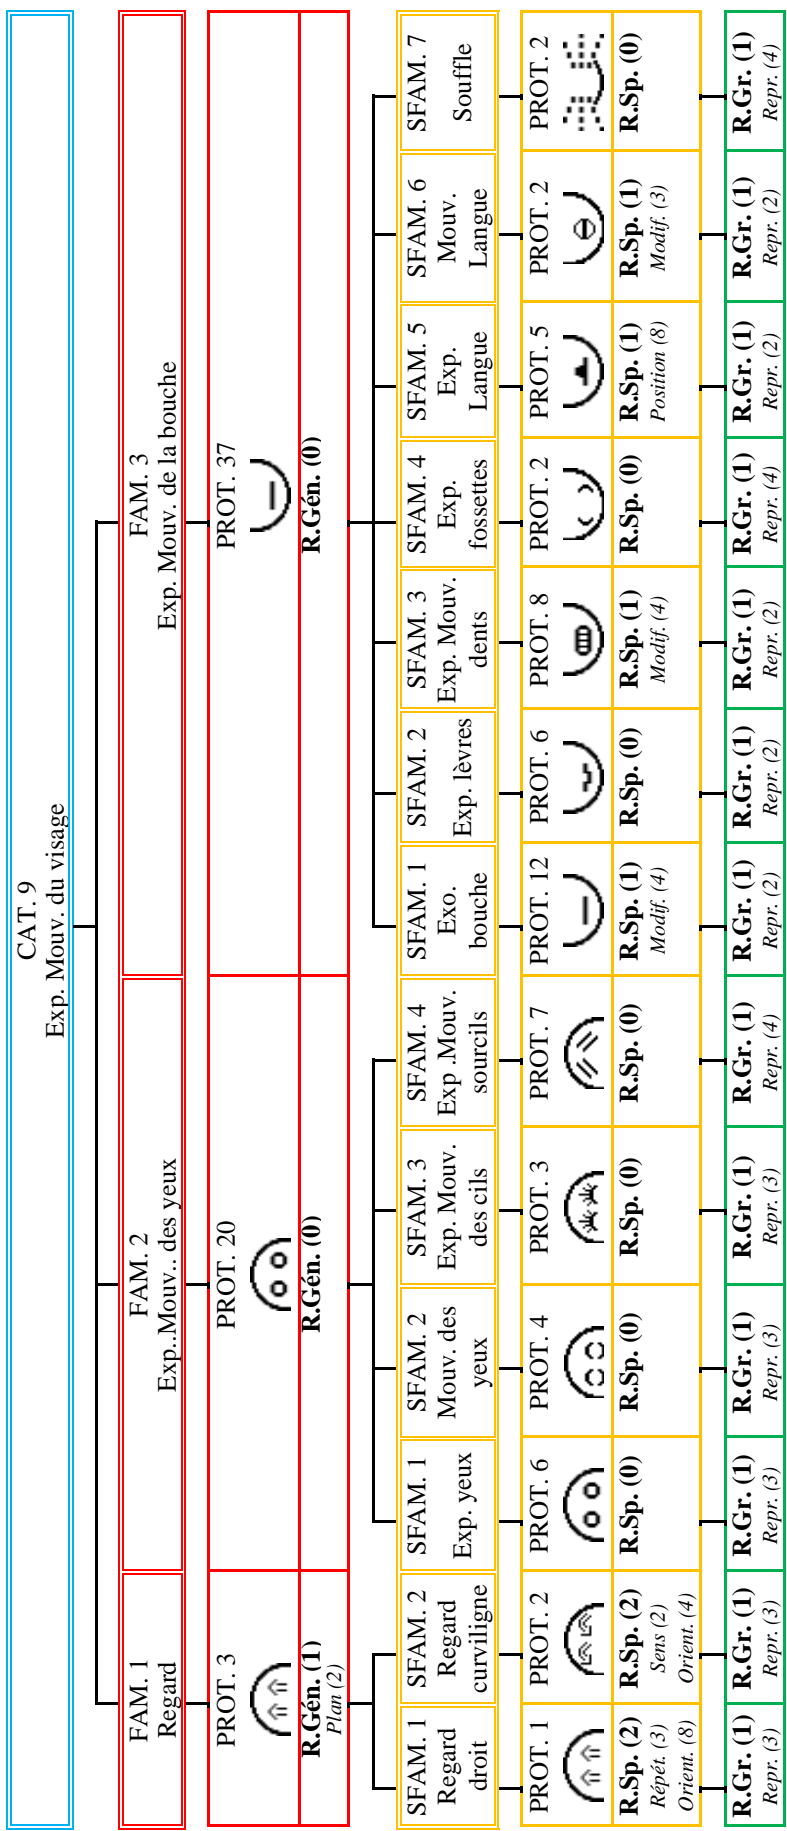 CAT. 9
Exp. Mouv. du visage
FAM. 1
Regard
FAM. 2
Exp..Mouv.. des yeux
FAM. 3
Exp. Mouv. de la bouche
PROT. 3
R.Gén. (1)
Plan (2)
PROT. 20
R.Gén. (0)
PROT. 37
R.Gén. (0)
SFAM. 1
Regard
droit
SFAM. 2
Regard
curviligne
SFAM. 1
Exp. yeux
SFAM. 2
Mouv. des
yeux
SFAM. 3
Exp. Mouv.
des cils
SFAM. 4
Exp .Mouv.
sourcils
SFAM. 1
Exo.
bouche
SFAM. 2
Exp. lèvres
SFAM. 3
Exp. Mouv.
dents
SFAM. 4
Exp.
fossettes
SFAM. 5
Exp.
Langue
SFAM. 6
Mouv.
Langue
SFAM. 7
Souffle
PROT. 1
PROT. 2
PROT. 6
PROT. 4
PROT. 3
PROT. 7
PROT. 12
PROT. 6
PROT. 8
PROT. 2
PROT. 5
PROT. 2
PROT. 2
R.Sp. (2)
Répét. (3)
Orient. (8)
R.Sp. (2)
Sens (2)
Orient. (4)
R.Sp. (0)
R.Sp. (0)
R.Sp. (0)
R.Sp. (0)
R.Sp. (1)
Modif. (4)
R.Sp. (0)
R.Sp. (1)
Modif. (4)
R.Sp. (0)
R.Sp. (1)
Position (8)
R.Sp. (1)
Modif. (3)
R.Sp. (0)
R.Gr. (1)
Repr. (3)
R.Gr. (1)
Repr. (3)
R.Gr. (1)
Repr. (3)
R.Gr. (1)
Repr. (3)
R.Gr. (1)
Repr. (3)
R.Gr. (1)
Repr. (4)
R.Gr. (1)
Repr. (2)
R.Gr. (1)
Repr. (2)
R.Gr. (1)
Repr. (2)
R.Gr. (1)
Repr. (4)
R.Gr. (1)
Repr. (2)
R.Gr. (1)
Repr. (2)
R.Gr. (1)
Repr. (4)